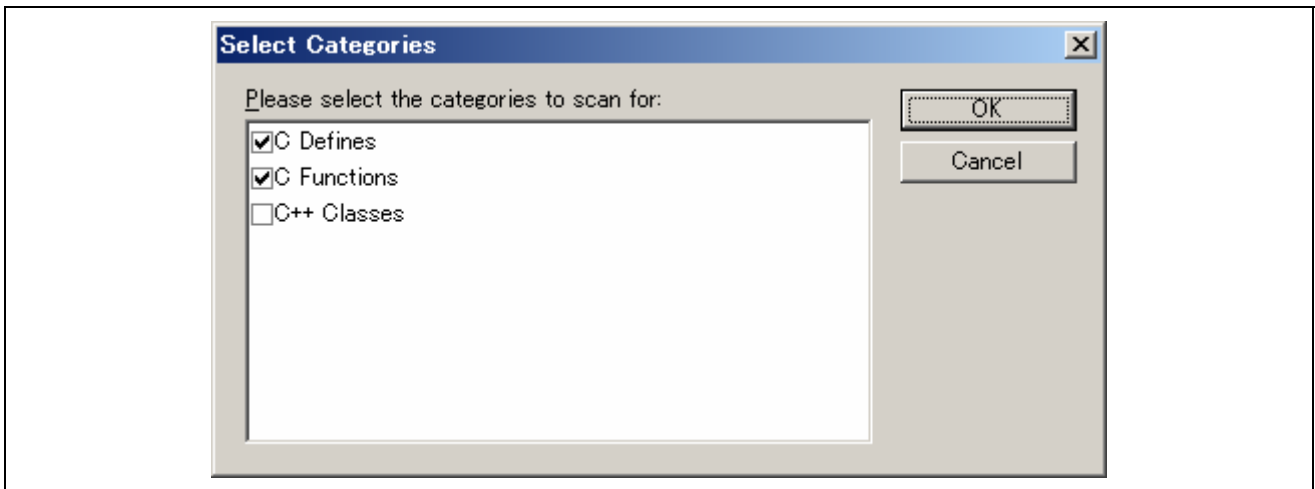 Select Categories
Please select the categories to scan for:
OK
C Defines
C Functions
Cancel
C++ Classes